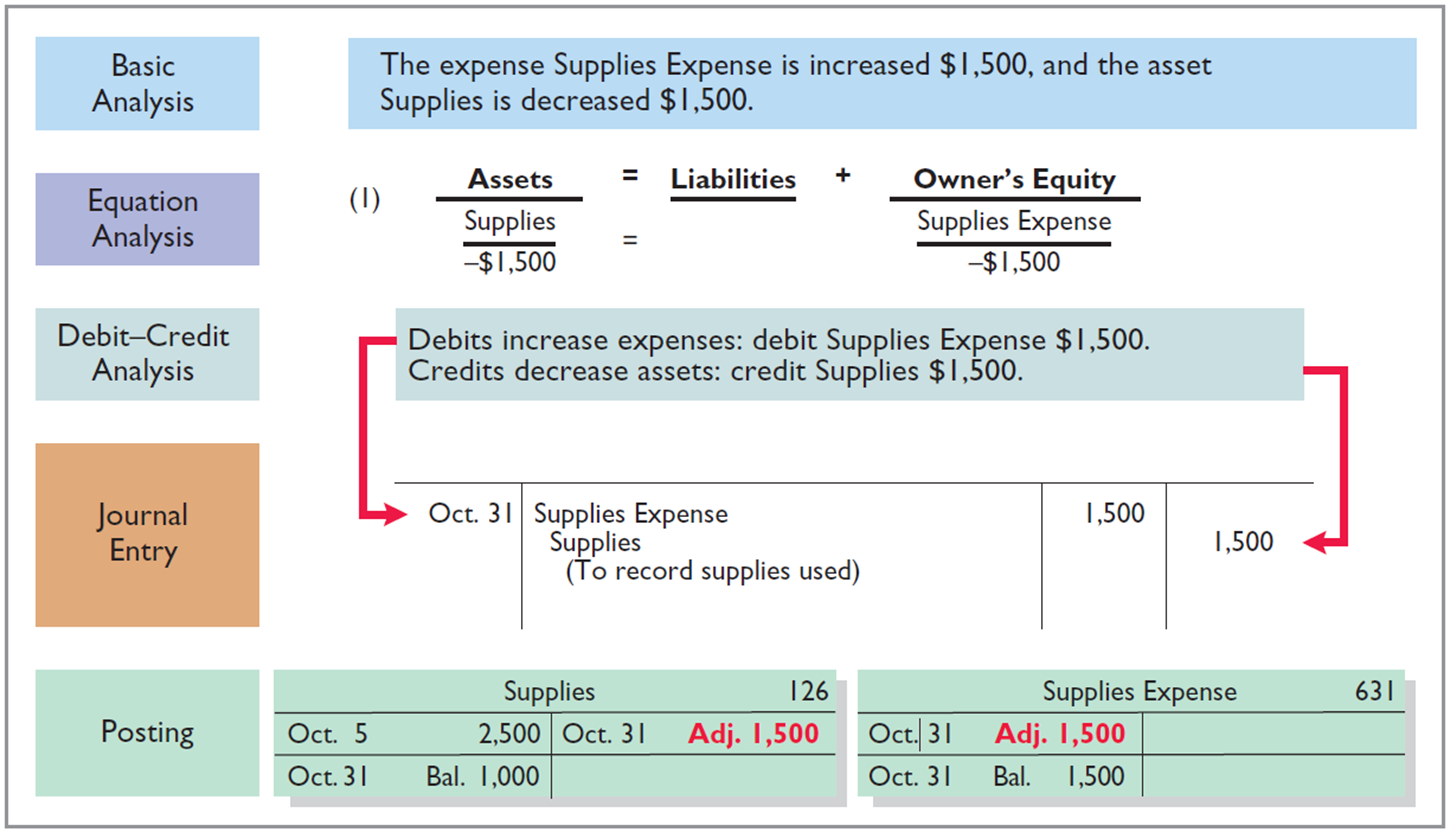 Basic
Analysis
The expense Supplies Expense is increased $1,500, and the asset
Supplies is decreased $1,500.
Equation
Analysis
(1) Assets = Liabilities + Owner's Equity
Supplies = Supplies Expense
–$1,500 –$1,500
Debit–Credit
Analysis
Debits increase expenses: debit Supplies Expense $1,500.
Credits decrease assets: credit Supplies $1,500.
Journal
Entry
Oct. 31 Supplies Expense 1,500
Supplies 1,500
(To record supplies used)
Posting
Supplies 126
Oct. 5 2,500 Oct. 31 Adj. 1,500
Oct. 31 Bal. 1,000
Supplies Expense 631
Oct. 31 Adj. 1,500
Oct. 31 Bal. 1,500